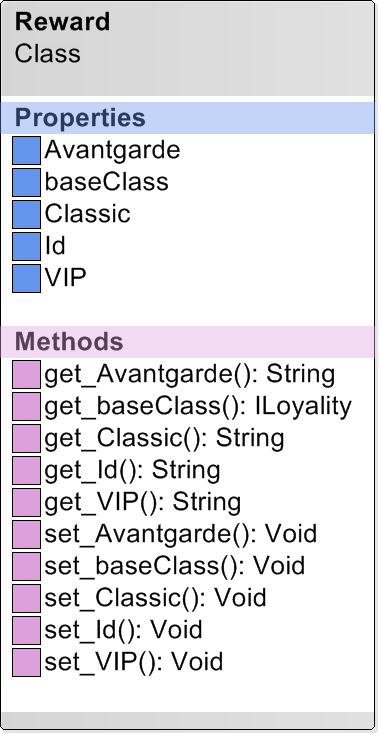 Reward
Class
Properties
Avantgarde
baseClass
Classic
Id
VIP
Methods
get_Avantgarde(): String
get_baseClass(): ILoyality
get_Classic(): String
get_Id(): String
get_VIP(): String
set_Avantgarde(): Void
set_baseClass(): Void
set_Classic(): Void
set_Id(): Void
set_VIP(): Void